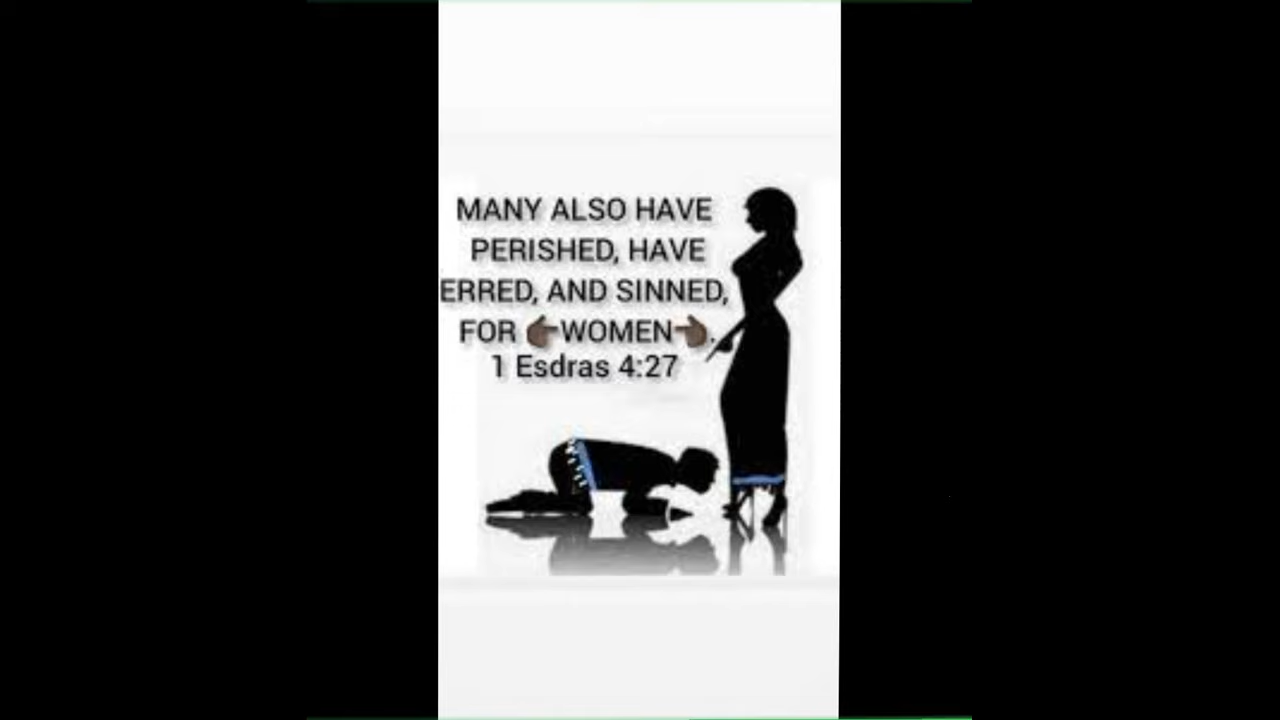 MANY ALSO HAVE
PERISHED, HAVE
ERRED, AND SINNED,
FOR 👉🏿WOMEN👈🏿.
1 Esdras 4:27